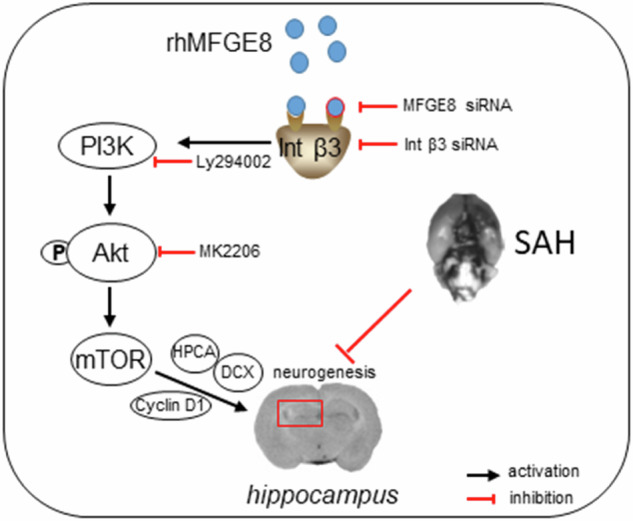 rhMFGE8
MFGE8 siRNA
Int β3
Int β3 siRNA
PI3K
Ly294002
P
Akt
MK2206
SAH
mTOR
HPCA
DCX
Cyclin D1
neurogenesis
hippocampus
activation
inhibition